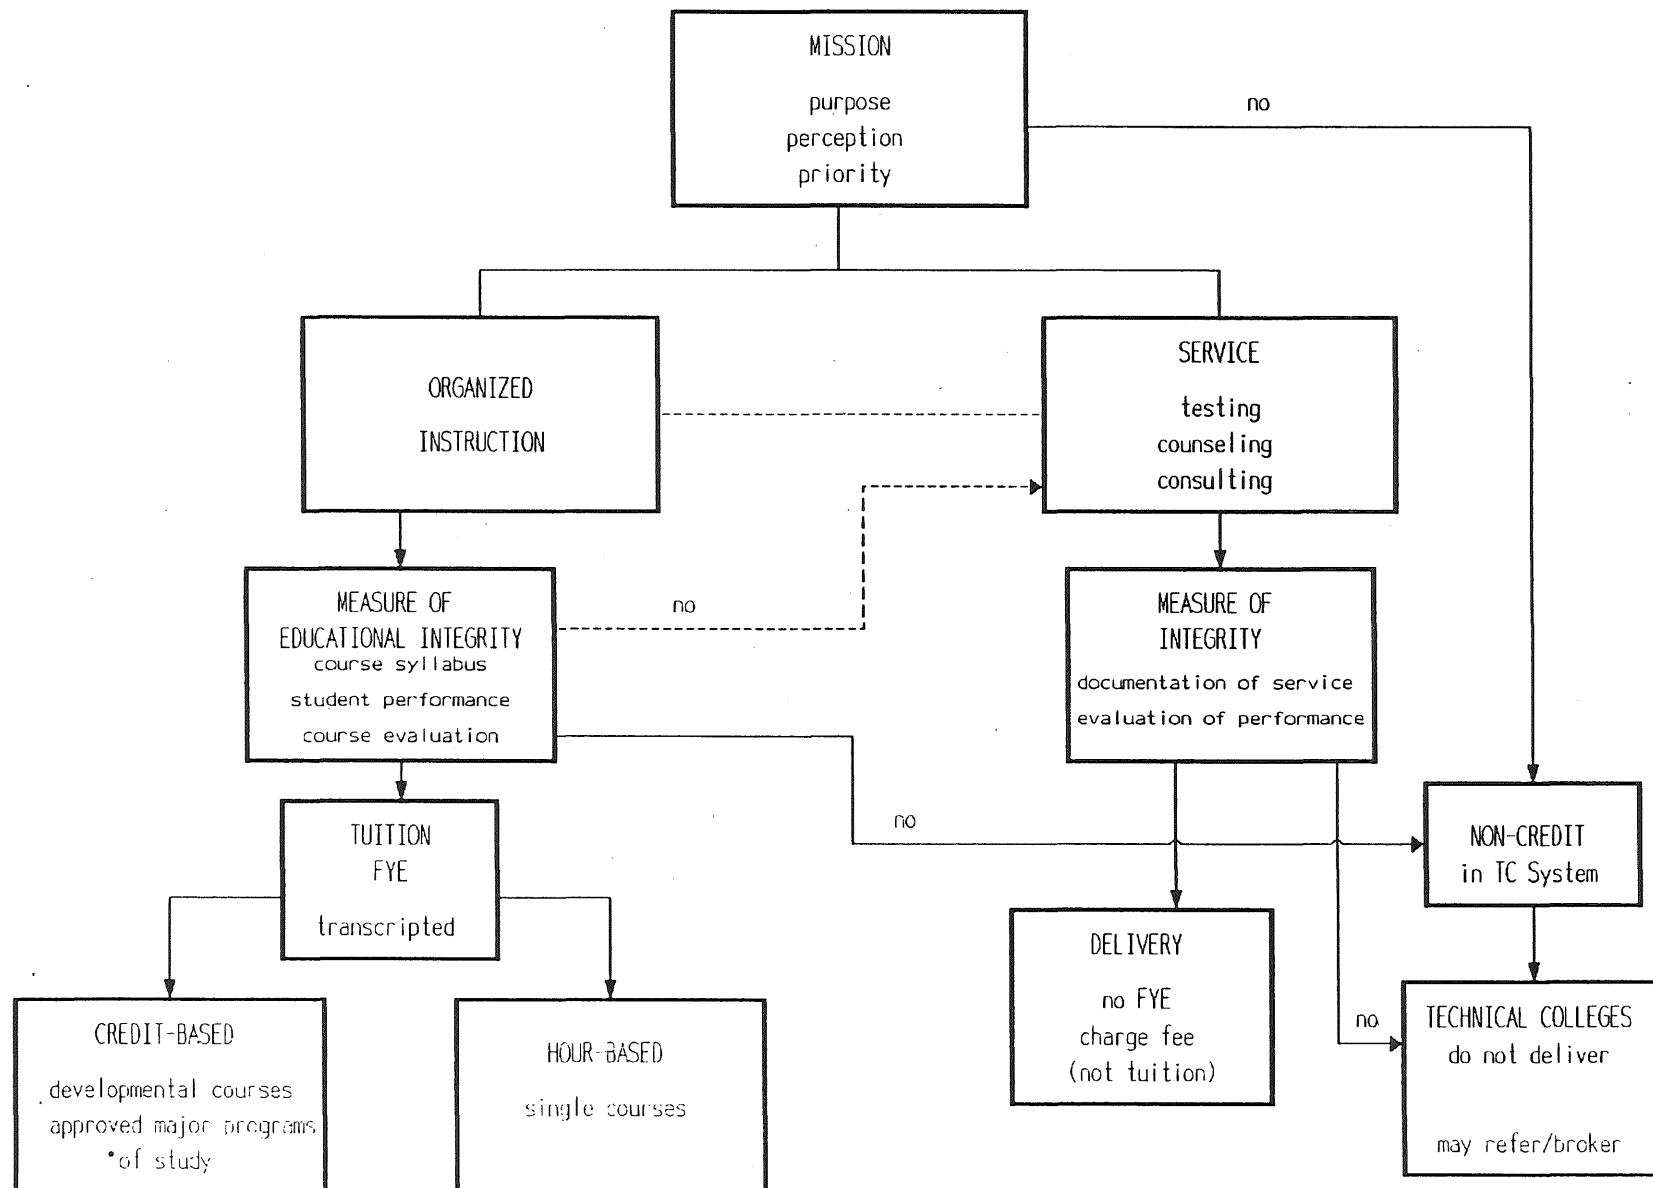 MISSION
purpose
perception
priority
no
ORGANIZED
INSTRUCTION
SERVICE
testing
counseling
consulting
MEASURE OF
EDUCATIONAL INTEGRITY
course syllabus
student performance
course evaluation
no
MEASURE OF
INTEGRITY
documentation of service
evaluation of performance
TUITION
FYE
transcripted
no
NON-CREDIT
in TC System
DELIVERY
no FYE
charge fee
(not tuition)
no
TECHNICAL COLLEGES
do not deliver
may refer/broker
CREDIT-BASED
developmental courses
approved major programs
of study
HOUR-BASED
single courses